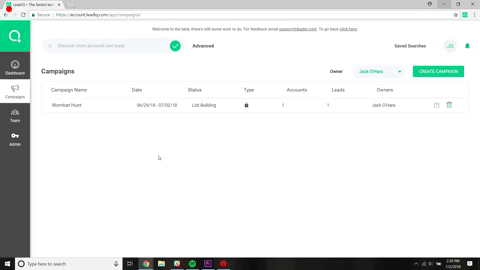 LeadIQ - The fastest le
Secure
https://account.leadiq.com/app/campaigns/
Welcome to the beta, there's still some work to do. For feedback email support@leadiq.com. To go back click here
Discover more accounts and leads
Advanced
Saved Searches
JO
Dashboard
Campaigns
Team
Admin
Campaigns
Owner
Jack O'Hara
CREATE CAMPAIGN
Campaign Name Date Status Type Accounts Leads Owners
Wombat Hunt 06/29/18 - 07/02/18 List Building 1 1 Jack O'Hara
Type here to search
2:30 PM
7/2/2018